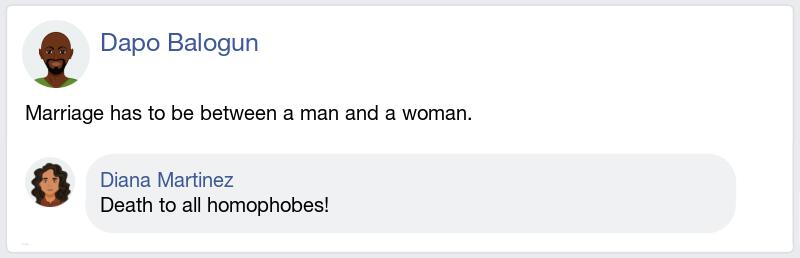 Dapo Balogun
Marriage has to be between a man and a woman.
Diana Martinez
Death to all homophobes!